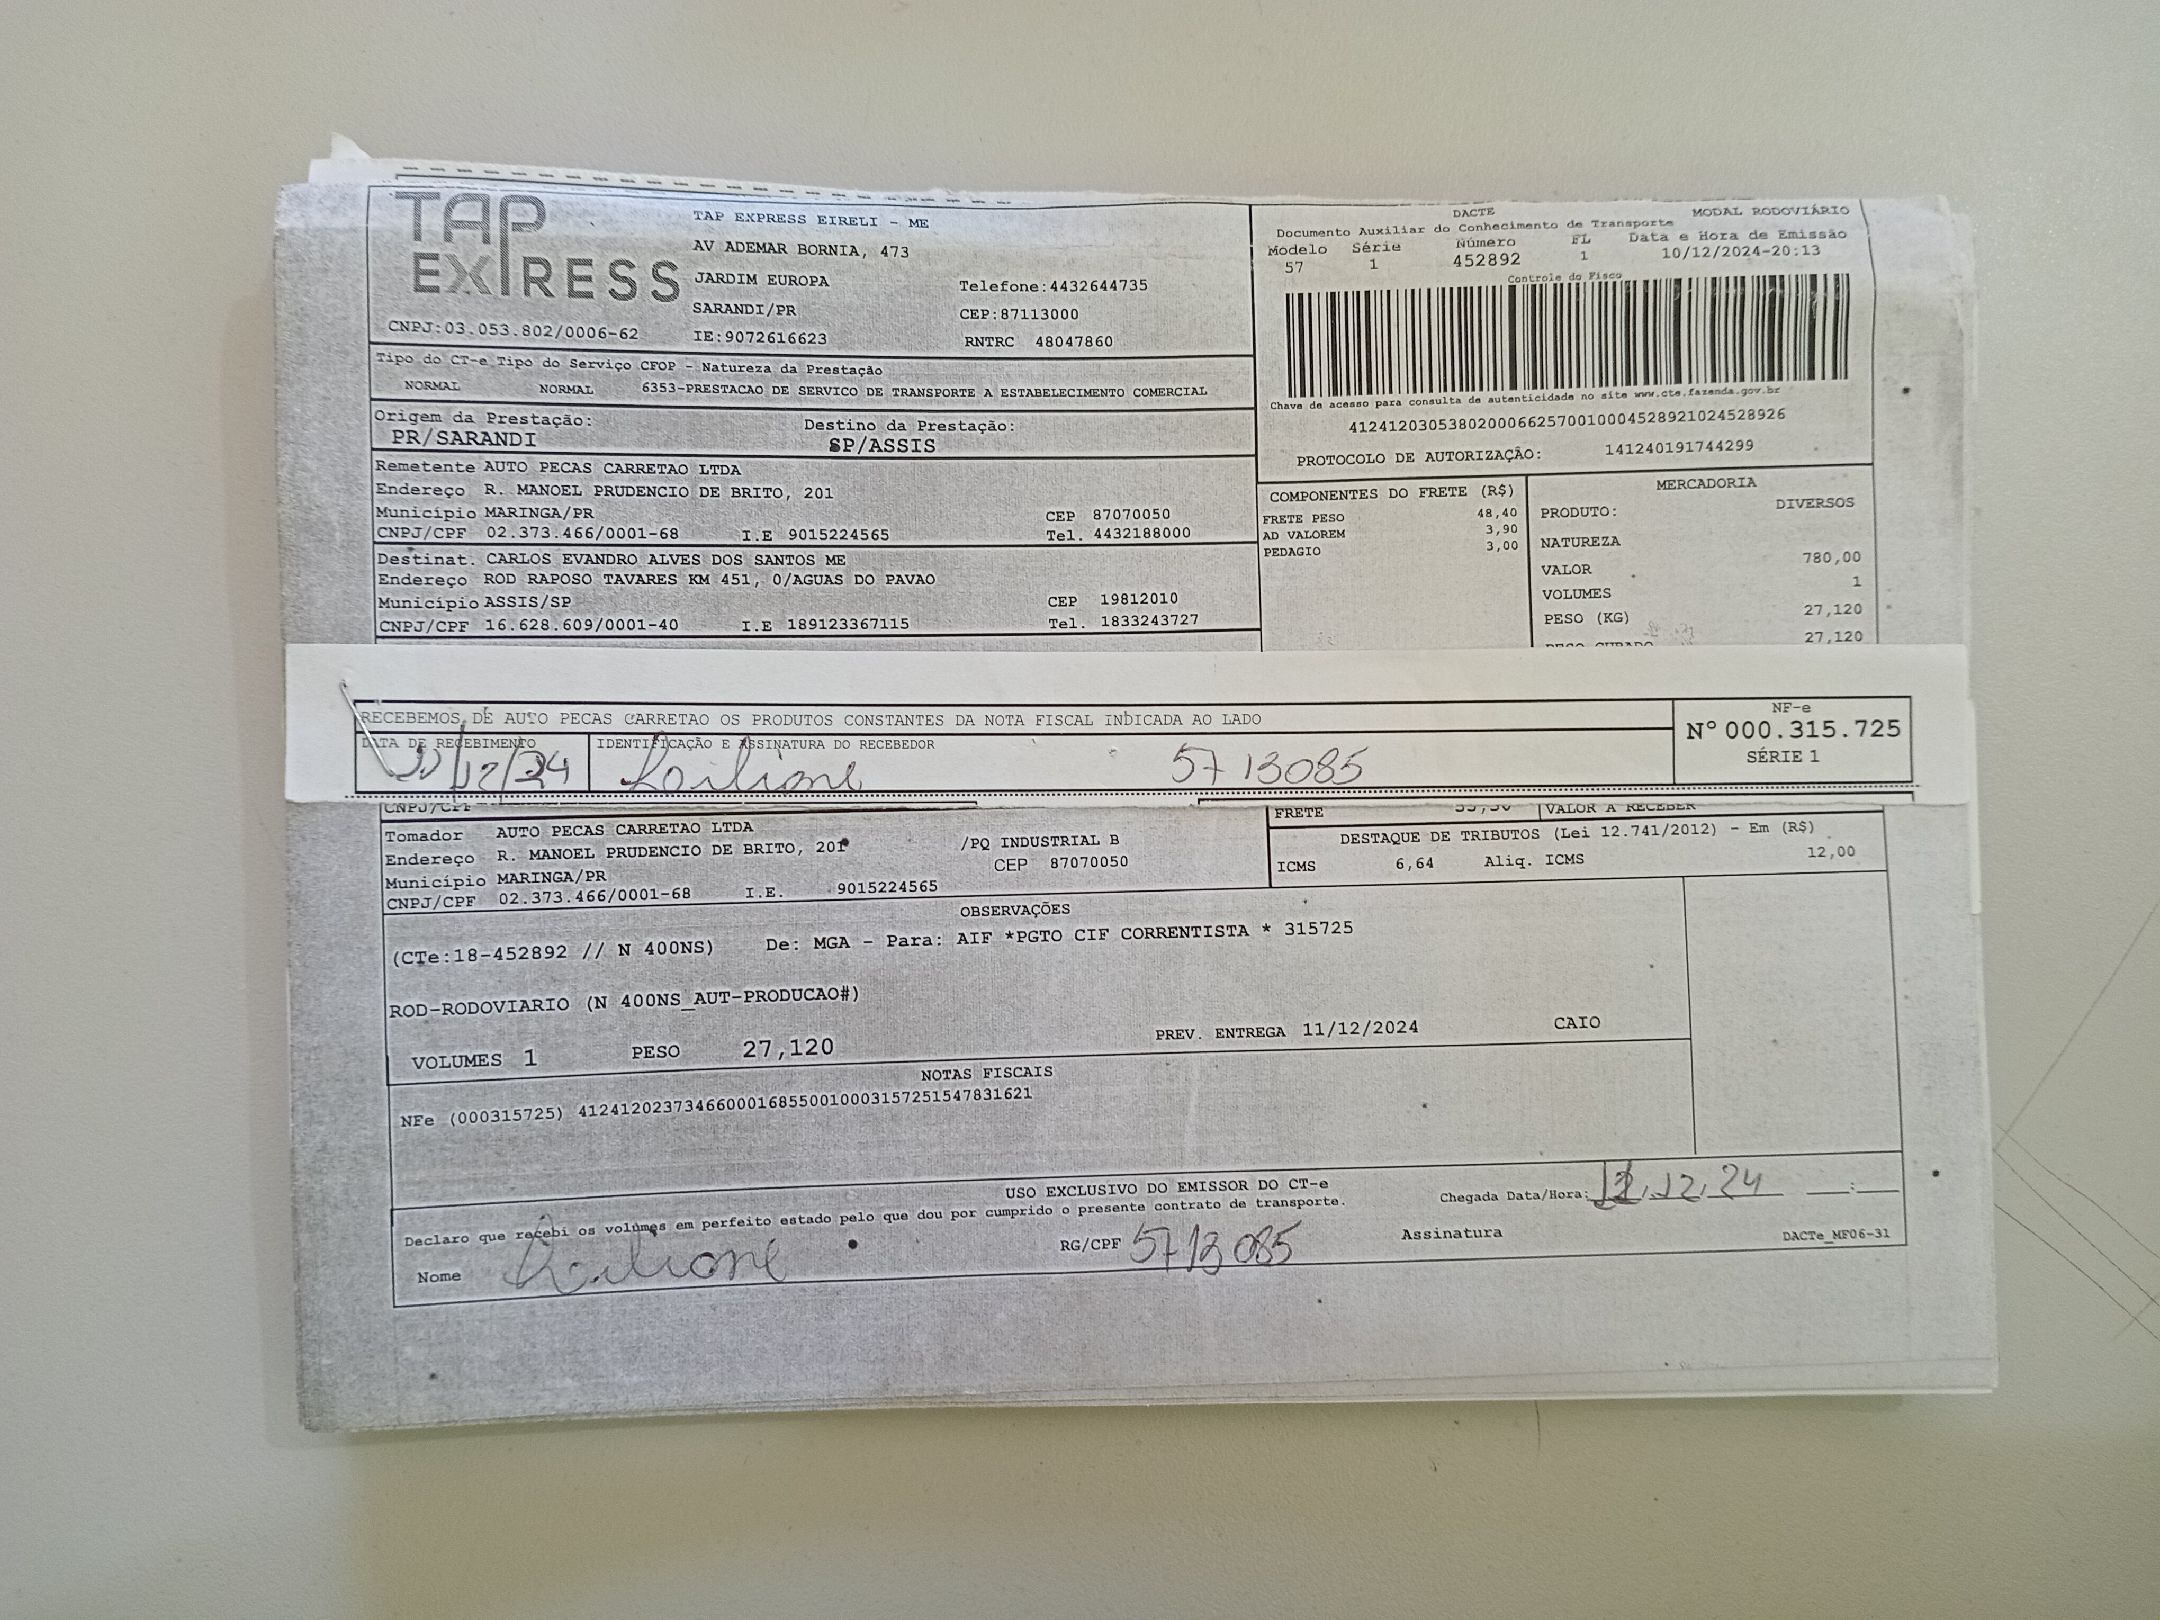 TAP EXPRESS
TAP EXPRESS EIRELI - ME
AV ADEMAR BORNIA, 473
JARDIM EUROPA
Telefone:4432644735
SARANDI/PR
CEP:87113000
CNPJ:03.053.802/0006-62
IE:9072616623
RNTRC 48047860
DACTE
MODAL RODOVIÁRIO
Documento Auxiliar do Conhecimento de Transporte
Modelo Série Número FL Data e Hora de Emissão
57 1 452892 1 10/12/2024-20:13
Controle do Fisco
Chave de acesso para consulta de autenticidade no site www.cte.fazenda.gov.br
41241203053802000662570010004528921024528926
PROTOCOLO DE AUTORIZAÇÃO: 141240191744299
Tipo do CT-e Tipo do Serviço CFOP - Natureza da Prestação
NORMAL NORMAL 6353-PRESTACAO DE SERVICO DE TRANSPORTE A ESTABELECIMENTO COMERCIAL
Origem da Prestação: Destino da Prestação:
PR/SARANDI SP/ASSIS
Remetente AUTO PECAS CARRETAO LTDA
Endereço R. MANOEL PRUDENCIO DE BRITO, 201
Município MARINGA/PR CEP 87070050
CNPJ/CPF 02.373.466/0001-68 I.E 9015224565 Tel. 4432188000
Destinat. CARLOS EVANDRO ALVES DOS SANTOS ME
Endereço ROD RAPOSO TAVARES KM 451, 0/AGUAS DO PAVAO
Município ASSIS/SP CEP 19812010
CNPJ/CPF 16.628.609/0001-40 I.E 189123367115 Tel. 1833243727
COMPONENTES DO FRETE (R$)
FRETE PESO 48,40
AD VALOREM 3,90
PEDAGIO 3,00
MERCADORIA
PRODUTO: DIVERSOS
NATUREZA
VALOR 780,00
VOLUMES 1
PESO (KG) 27,120
PESO CUBADO 27,120
RECEBEMOS DE AUTO PECAS CARRETAO OS PRODUTOS CONSTANTES DA NOTA FISCAL INDICADA AO LADO
DATA DE RECEBIMENTO IDENTIFICAÇÃO E ASSINATURA DO RECEBEDOR
/12/24 5713085
NF-e
N° 000.315.725
SÉRIE 1
CNPJ/CPF
FRETE VALOR A RECEBER
Tomador AUTO PECAS CARRETAO LTDA
Endereço R. MANOEL PRUDENCIO DE BRITO, 201 /PQ INDUSTRIAL B
Município MARINGA/PR CEP 87070050
CNPJ/CPF 02.373.466/0001-68 I.E. 9015224565
DESTAQUE DE TRIBUTOS (Lei 12.741/2012) - Em (R$)
ICMS 6,64 Aliq. ICMS 12,00
OBSERVAÇÕES
(CTe:18-452892 // N 400NS) De: MGA - Para: AIF *PGTO CIF CORRENTISTA * 315725
ROD-RODOVIARIO (N 400NS_AUT-PRODUCAO#)
VOLUMES 1 PESO 27,120 PREV. ENTREGA 11/12/2024 CAIO
NOTAS FISCAIS
NFe (000315725) 41241202373466000168550010003157251547831621
USO EXCLUSIVO DO EMISSOR DO CT-e
Declaro que recebi os volumes em perfeito estado pelo que dou por cumprido o presente contrato de transporte.
Chegada Data/Hora: 12 24 __:__
Nome RG/CPF 5713085 Assinatura
DACTe_MF06-31